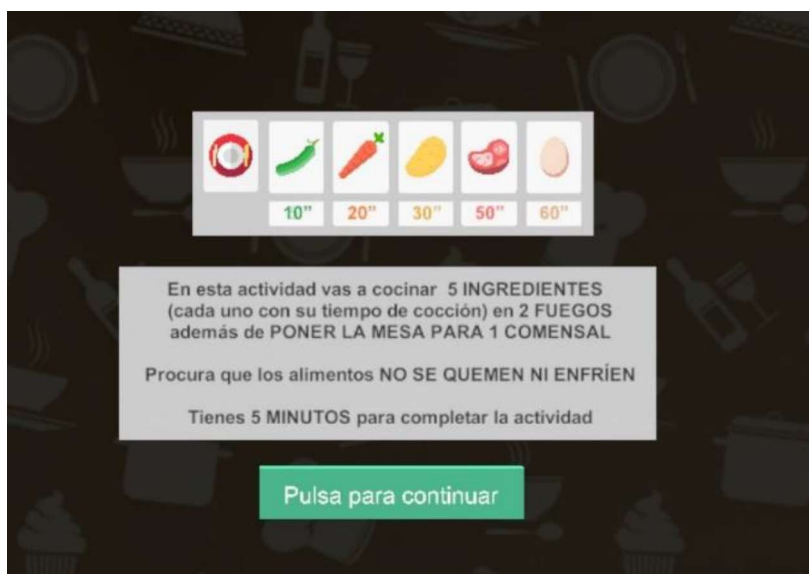 10” 20” 30” 50” 60”
En esta actividad vas a cocinar 5 INGREDIENTES
(cada uno con su tiempo de cocción) en 2 FUEGOS
además de PONER LA MESA PARA 1 COMENSAL
Procura que los alimentos NO SE QUEMEN NI ENFRÍEN
Tienes 5 MINUTOS para completar la actividad
Pulsa para continuar